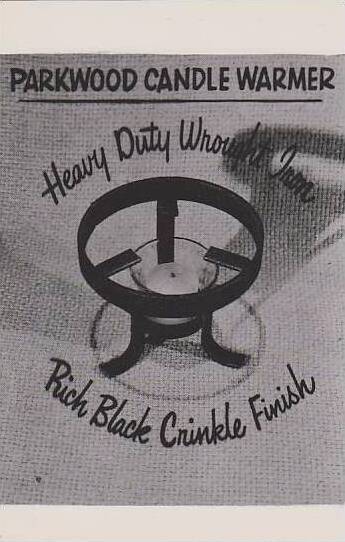 PARKWOOD CANDLE WARMER
Heavy Duty Wrought Iron
Rich Black Crinkle Finish